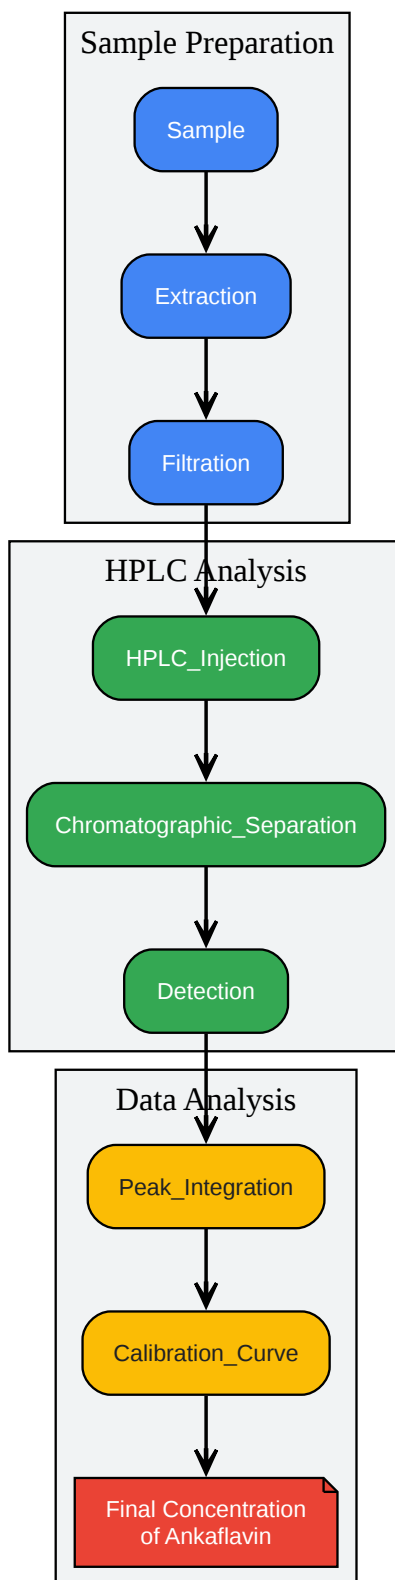 Sample Preparation
Sample
Extraction
Filtration
HPLC Analysis
HPLC_Injection
Chromatographic_Separation
Detection
Data Analysis
Peak_Integration
Calibration_Curve
Final Concentration
of Ankaflavin